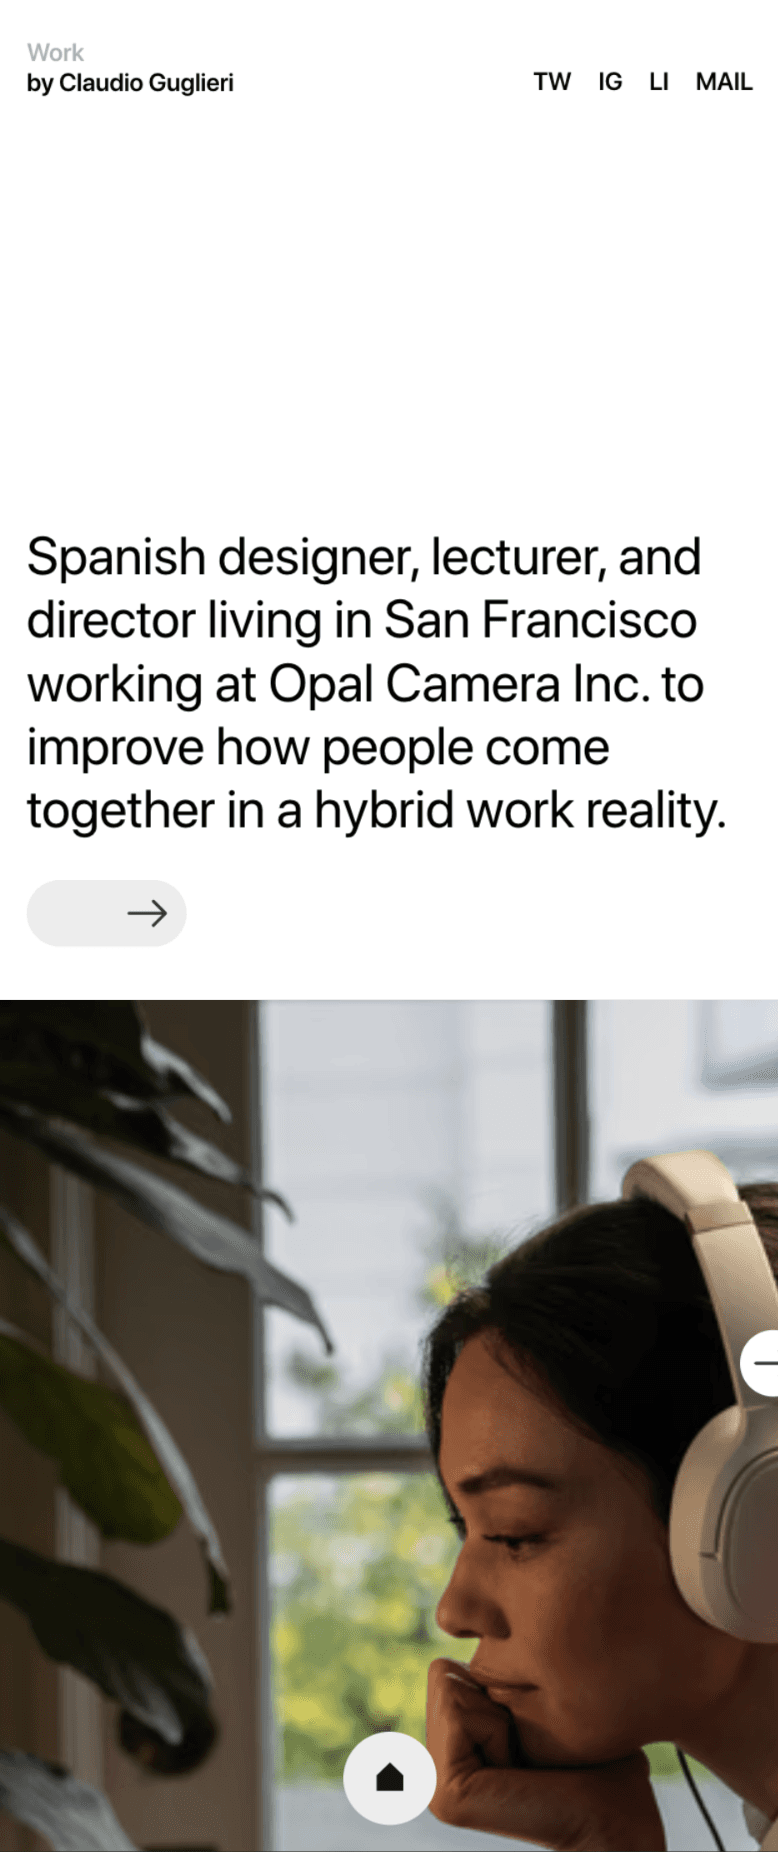 Work
by Claudio Guglieri
TW IG LI MAIL
Spanish designer, lecturer, and
director living in San Francisco
working at Opal Camera Inc. to
improve how people come
together in a hybrid work reality.